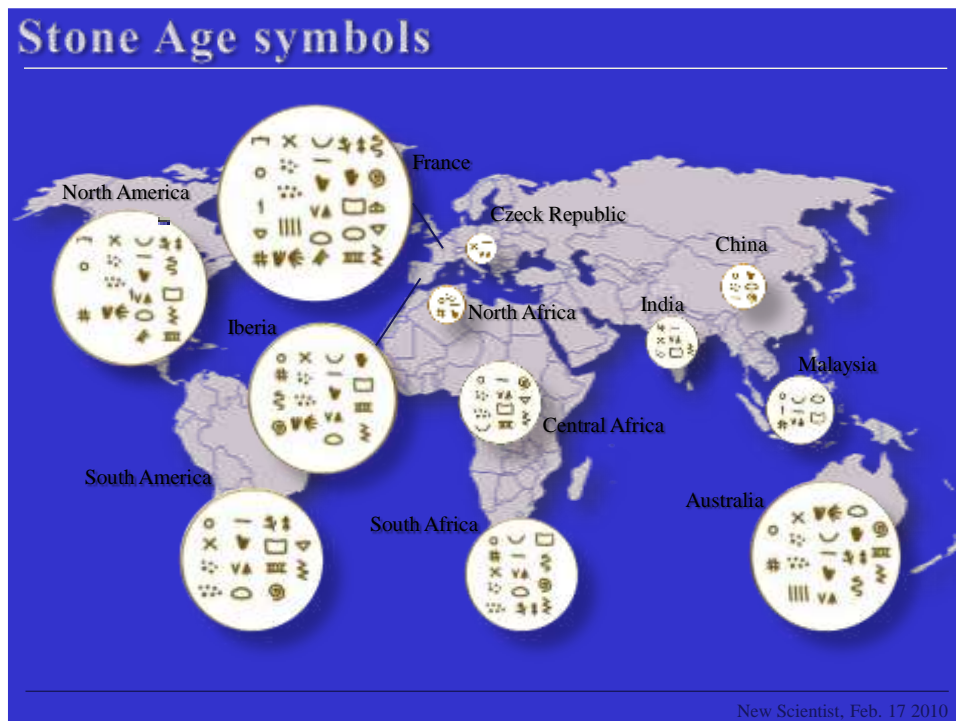 Stone Age symbols
France
North America
Czeck Republic
China
India
North Africa
Iberia
Malaysia
Central Africa
South America
Australia
South Africa
New Scientist, Feb. 17 2010